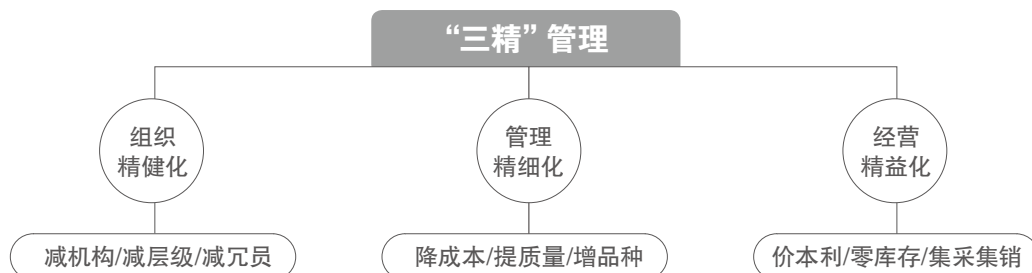 “三精”管理
组织
精健化
管理
精细化
经营
精益化
减机构/减层级/减冗员
降成本/提质量/增品种
价本利/零库存/集采集销